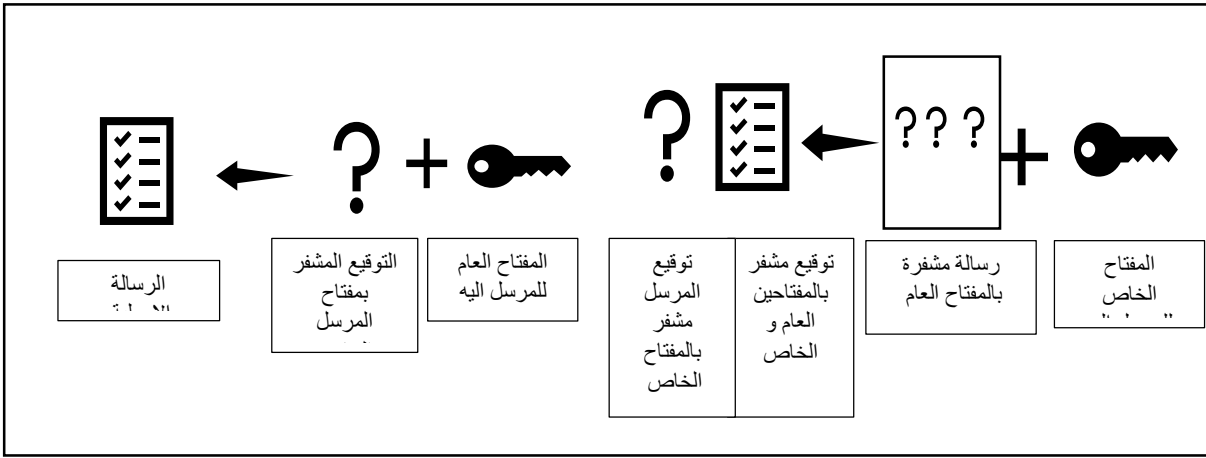 المفتاح
الخاص
رسالة مشفرة
بالمفتاح العام
توقيع مشفر
بالمفتاحين
العام و
الخاص
توقيع
المرسل
مشفر
بالمفتاح
الخاص
المفتاح العام
للمرسل اليه
التوقيع المشفر
بمفتاح
المرسل
الرسالة
? ? ?
?
?